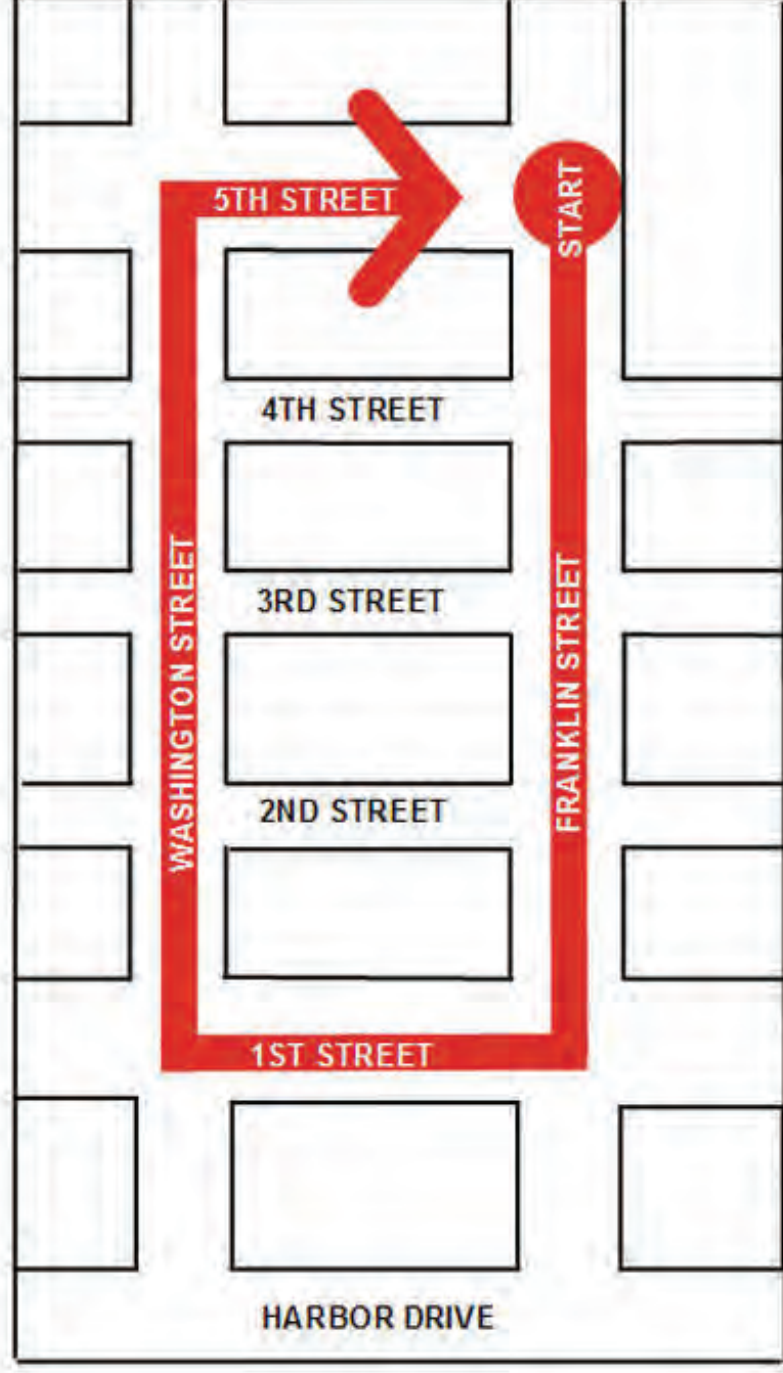 START
5TH STREET
4TH STREET
3RD STREET
WASHINGTON STREET
FRANKLIN STREET
2ND STREET
1ST STREET
HARBOR DRIVE